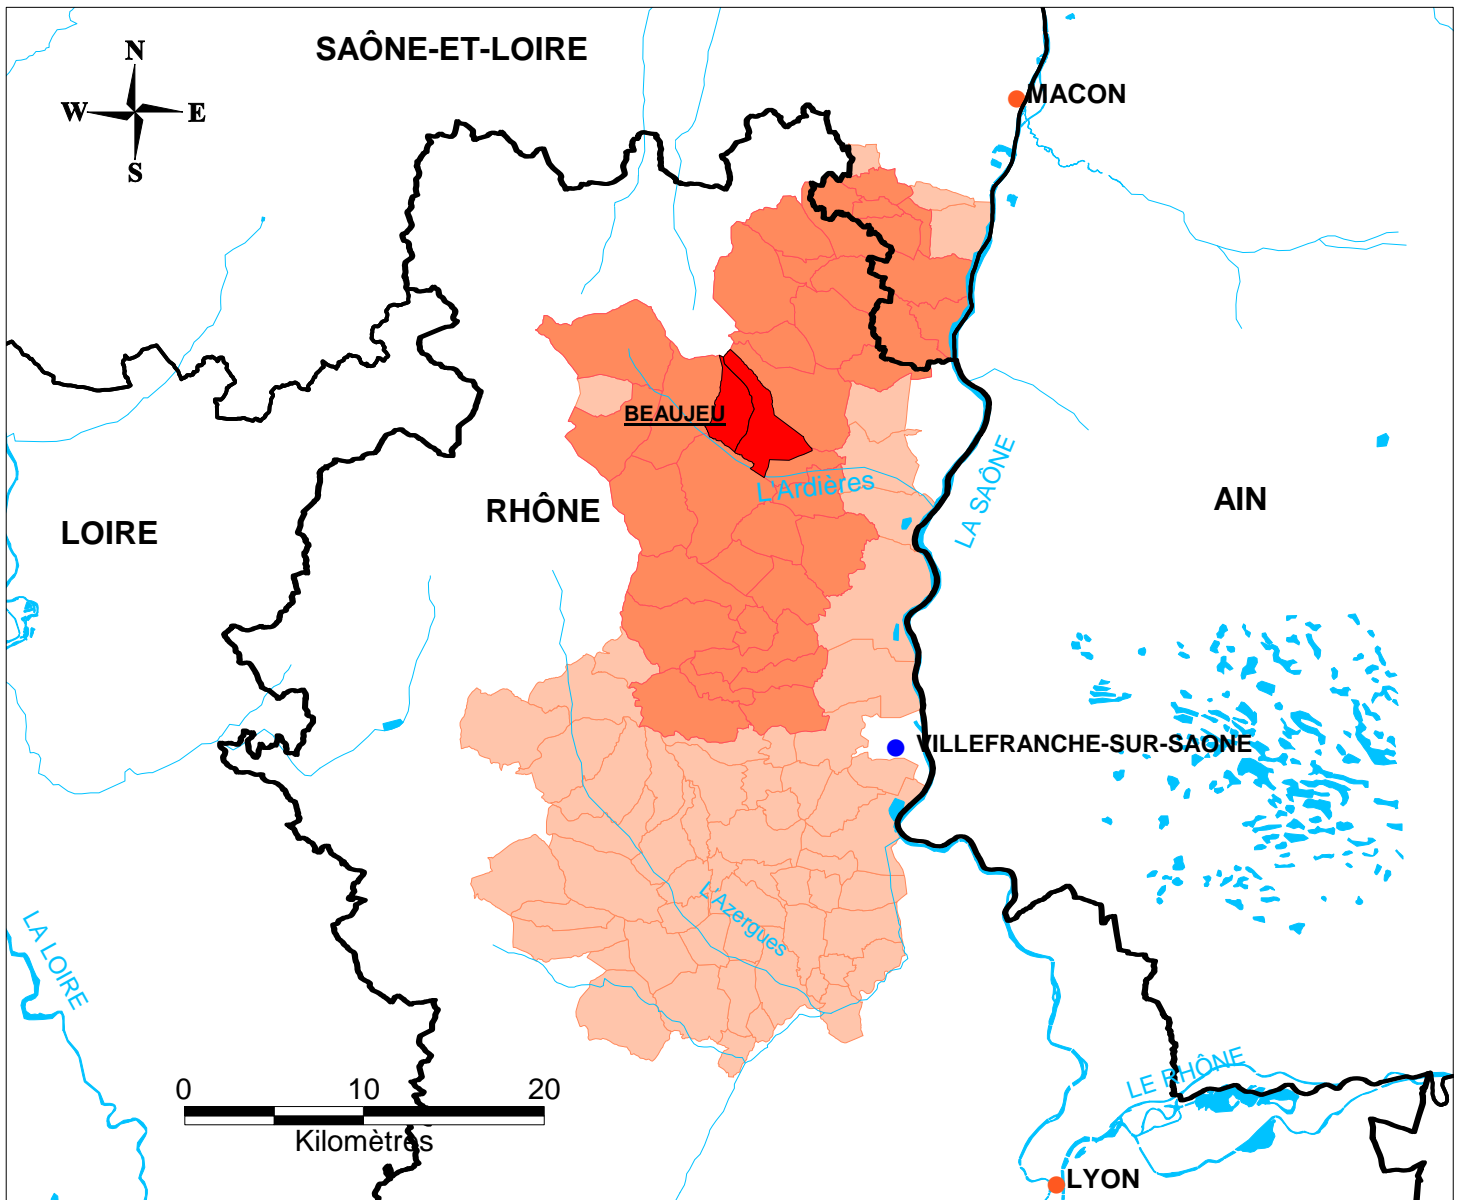 SAÔNE-ET-LOIRE
N
W E
S
MACON
BEAUJEU
L'Ardières
LA SAÔNE
RHÔNE
AIN
LOIRE
VILLEFRANCHE-SUR-SAONE
L'Azergues
LA LOIRE
LE RHÔNE
0 10 20
Kilomètres
LYON